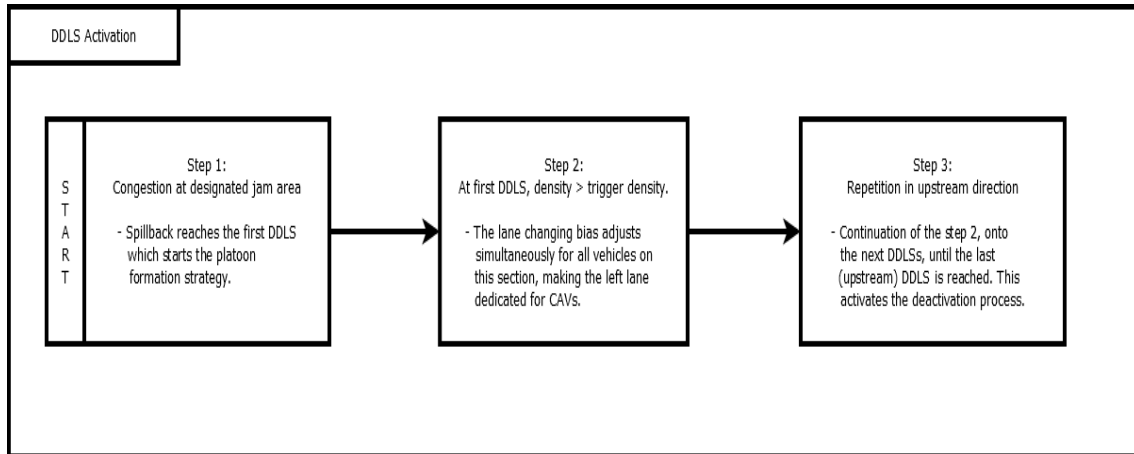 DDLS Activation
S
T
A
R
T
Step 1:
Congestion at designated jam area
- Spillback reaches the first DDLS
which starts the platoon
formation strategy.
Step 2:
At first DDLS, density > trigger density.
- The lane changing bias adjusts
simultaneously for all vehicles on
this section, making the left lane
dedicated for CAVs.
Step 3:
Repetition in upstream direction
- Continuation of the step 2, onto
the next DDLSs, until the last
(upstream) DDLS is reached. This
activates the deactivation process.